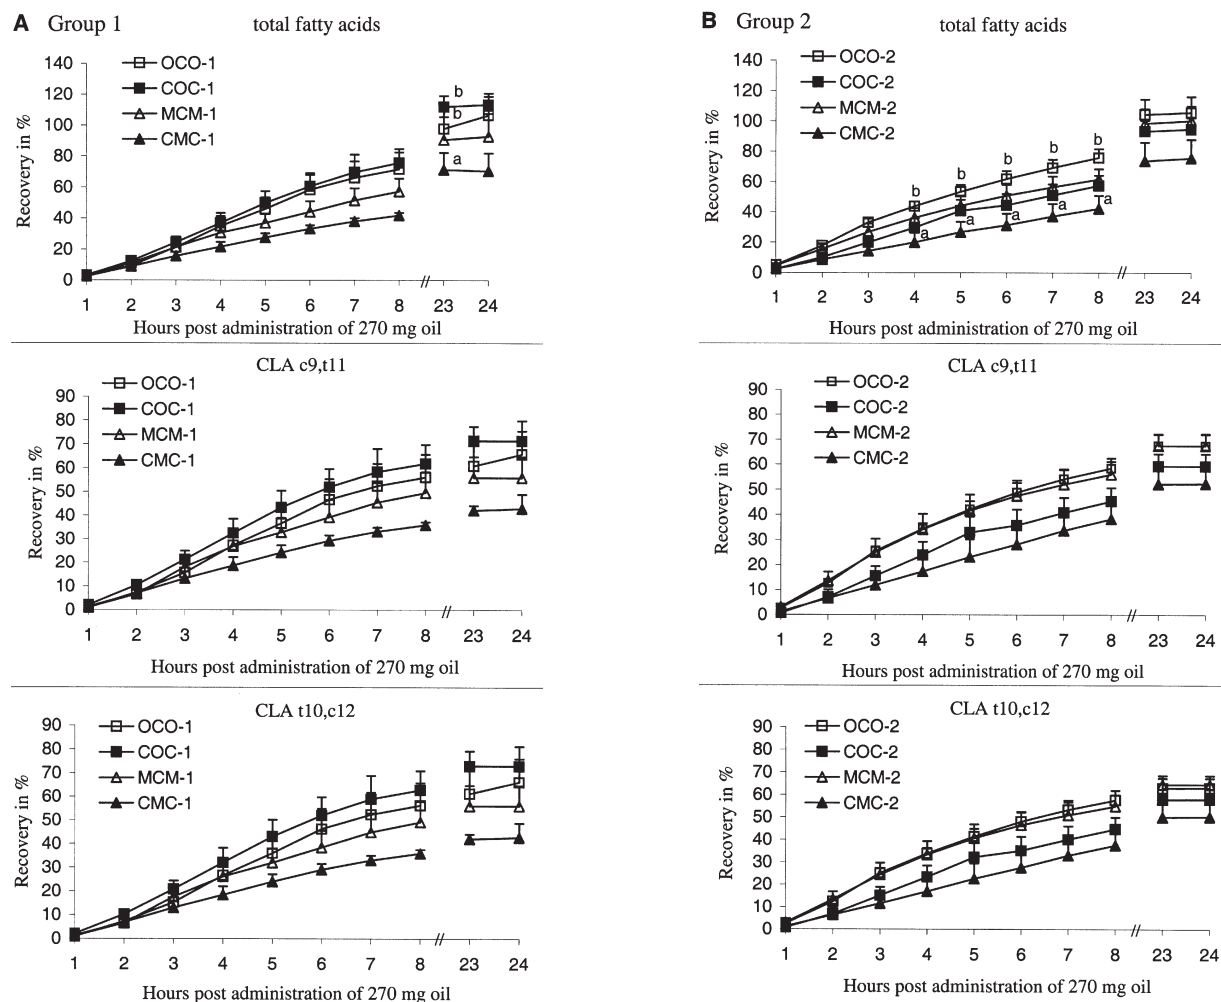 A Group 1
total fatty acids
OCO-1
COC-1
MCM-1
CMC-1
Recovery in %
140
120
100
80
60
40
20
0
b
b
a
1 2 3 4 5 6 7 8 // 23 24
Hours post administration of 270 mg oil
CLA c9,t11
OCO-1
COC-1
MCM-1
CMC-1
Recovery in %
90
80
70
60
50
40
30
20
10
0
1 2 3 4 5 6 7 8 // 23 24
Hours post administration of 270 mg oil
CLA t10,c12
OCO-1
COC-1
MCM-1
CMC-1
Recovery in %
90
80
70
60
50
40
30
20
10
0
1 2 3 4 5 6 7 8 // 23 24
Hours post administration of 270 mg oil
B Group 2
total fatty acids
OCO-2
COC-2
MCM-2
CMC-2
Recovery in %
140
120
100
80
60
40
20
0
b b b b b
a a a a a
1 2 3 4 5 6 7 8 // 23 24
Hours post administration of 270 mg oil
CLA c9,t11
OCO-2
COC-2
MCM-2
CMC-2
Recovery in %
90
80
70
60
50
40
30
20
10
0
1 2 3 4 5 6 7 8 // 23 24
Hours post administration of 270 mg oil
CLA t10,c12
OCO-2
COC-2
MCM-2
CMC-2
Recovery in %
90
80
70
60
50
40
30
20
10
0
1 2 3 4 5 6 7 8 // 23 24
Hours post administration of 270 mg oil